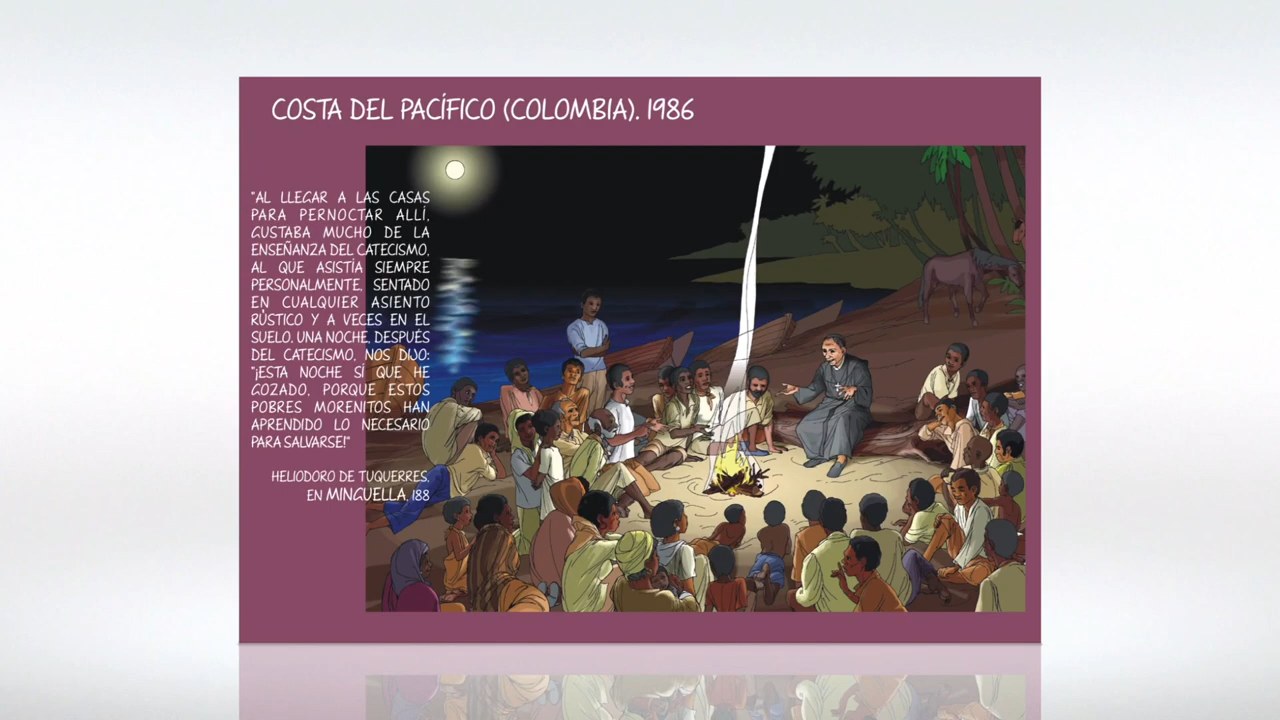 COSTA DEL PACÍFICO (COLOMBIA). 1986
"AL LLEGAR A LAS CASAS
PARA PERNOCTAR ALLÍ,
GUSTABA MUCHO DE LA
ENSEÑANZA DEL CATECISMO,
AL QUE ASISTÍA SIEMPRE
PERSONALMENTE, SENTADO
EN CUALQUIER ASIENTO
RÚSTICO Y A VECES EN EL
SUELO. UNA NOCHE, DESPUÉS
DEL CATECISMO, NOS DIJO:
"¡ESTA NOCHE SÍ QUE HE
GOZADO, PORQUE ESTOS
POBRES MORENITOS HAN
APRENDIDO LO NECESARIO
PARA SALVARSE!"
HELIODORO DE TUQUERRES,
EN MINGUELLA, 188